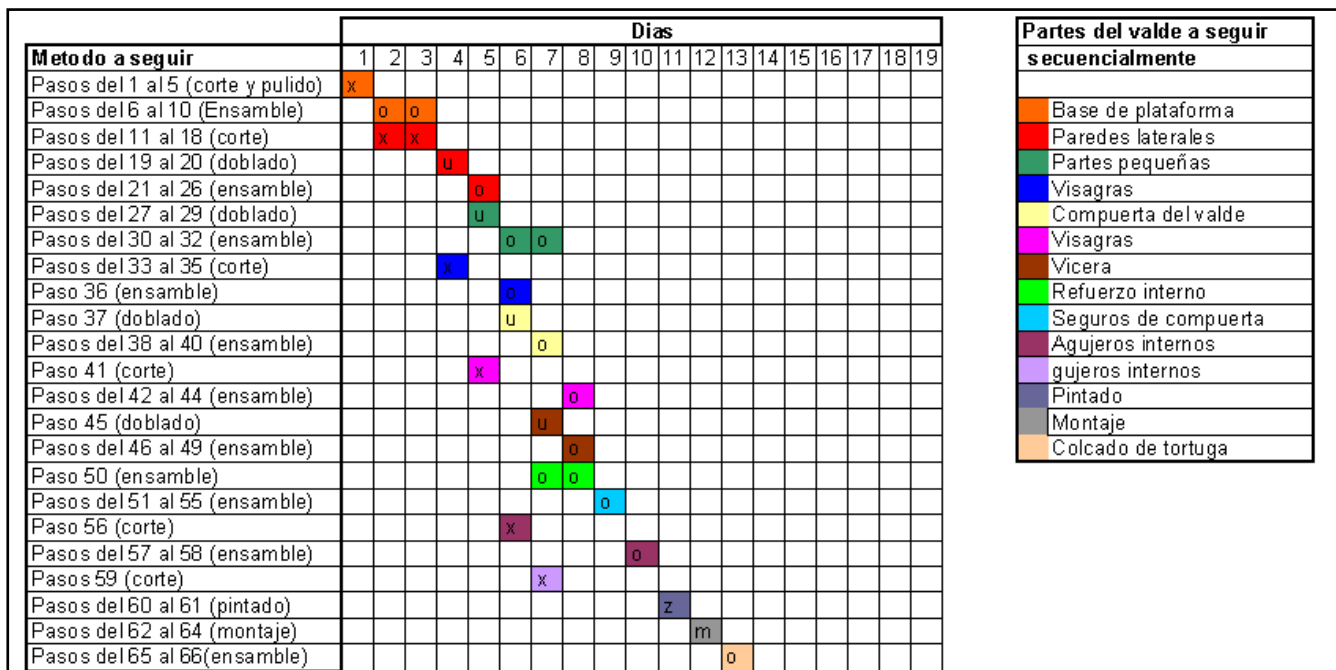 Dias
Metodo a seguir 1 2 3 4 5 6 7 8 9 10 11 12 13 14 15 16 17 18 19
Pasos del 1 al 5 (corte y pulido) x
Pasos del 6 al 10 (Ensamble) o o
Pasos del 11 al 18 (corte) x x
Pasos del 19 al 20 (doblado) u
Pasos del 21 al 26 (ensamble) o
Pasos del 27 al 29 (doblado) u
Pasos del 30 al 32 (ensamble) o o
Pasos del 33 al 35 (corte) x
Paso 36 (ensamble) o
Paso 37 (doblado) u
Pasos del 38 al 40 (ensamble) o
Paso 41 (corte) x
Pasos del 42 al 44 (ensamble) o
Paso 45 (doblado) u
Pasos del 46 al 49 (ensamble) o
Paso 50 (ensamble) o o
Pasos del 51 al 55 (ensamble) o
Paso 56 (corte) x
Pasos del 57 al 58 (ensamble) o
Pasos 59 (corte) x
Pasos del 60 al 61 (pintado) z
Pasos del 62 al 64 (montaje) m
Pasos del 65 al 66(ensamble) o
Partes del valde a seguir
secuencialmente
Base de plataforma
Paredes laterales
Partes pequeñas
Visagras
Compuerta del valde
Visagras
Vicera
Refuerzo interno
Seguros de compuerta
Agujeros internos
gujeros internos
Pintado
Montaje
Colcado de tortuga